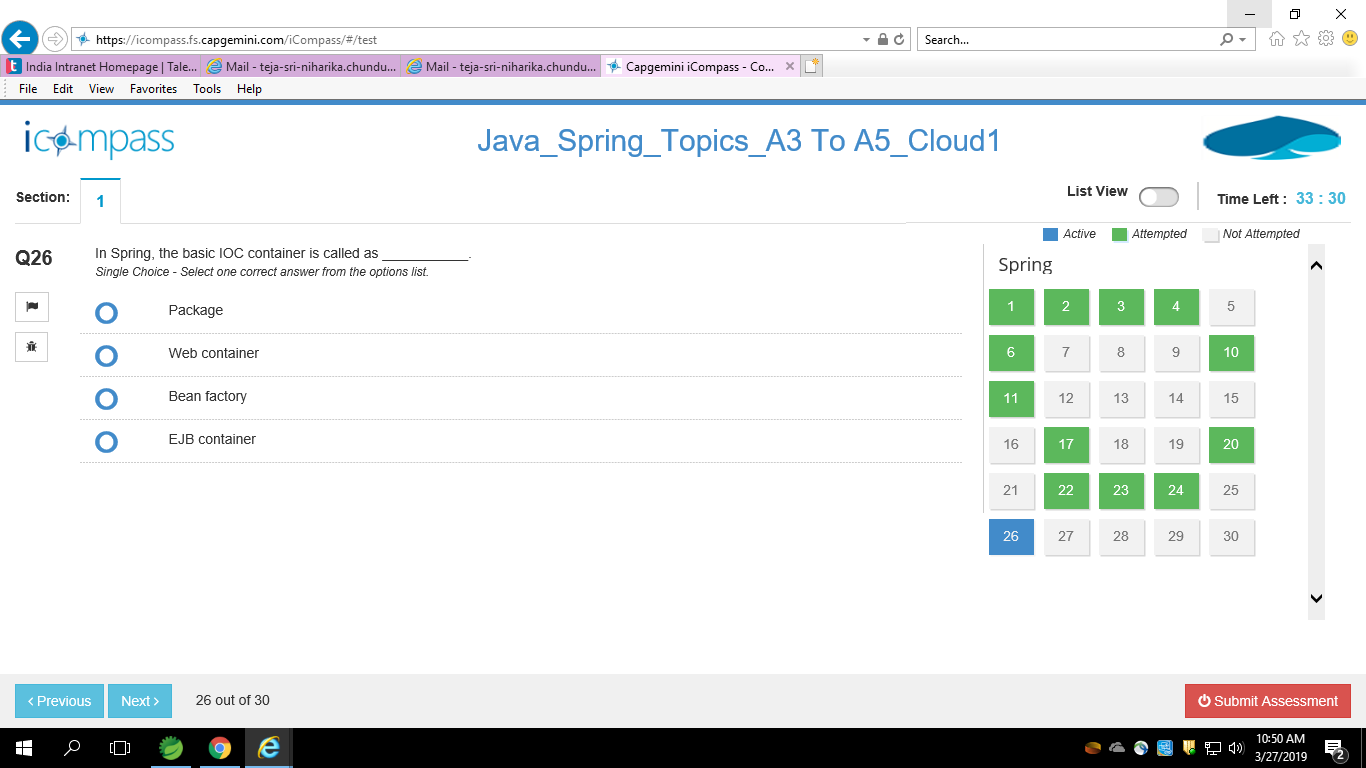 https://icompass.fs.capgemini.com/iCompass/#/test
Search...
India Intranet Homepage | Tale...
Mail - teja-sri-niharika.chundu...
Mail - teja-sri-niharika.chundu...
Capgemini iCompass - Co...
File Edit View Favorites Tools Help
icompass
Java_Spring_Topics_A3 To A5_Cloud1
Section: 1
List View
Time Left : 33 : 30
Active Attempted Not Attempted
Q26
In Spring, the basic IOC container is called as ___________.
Single Choice - Select one correct answer from the options list.
Package
Web container
Bean factory
EJB container
Spring
1 2 3 4 5
6 7 8 9 10
11 12 13 14 15
16 17 18 19 20
21 22 23 24 25
26 27 28 29 30
‹ Previous Next › 26 out of 30
Submit Assessment
10:50 AM
3/27/2019
2